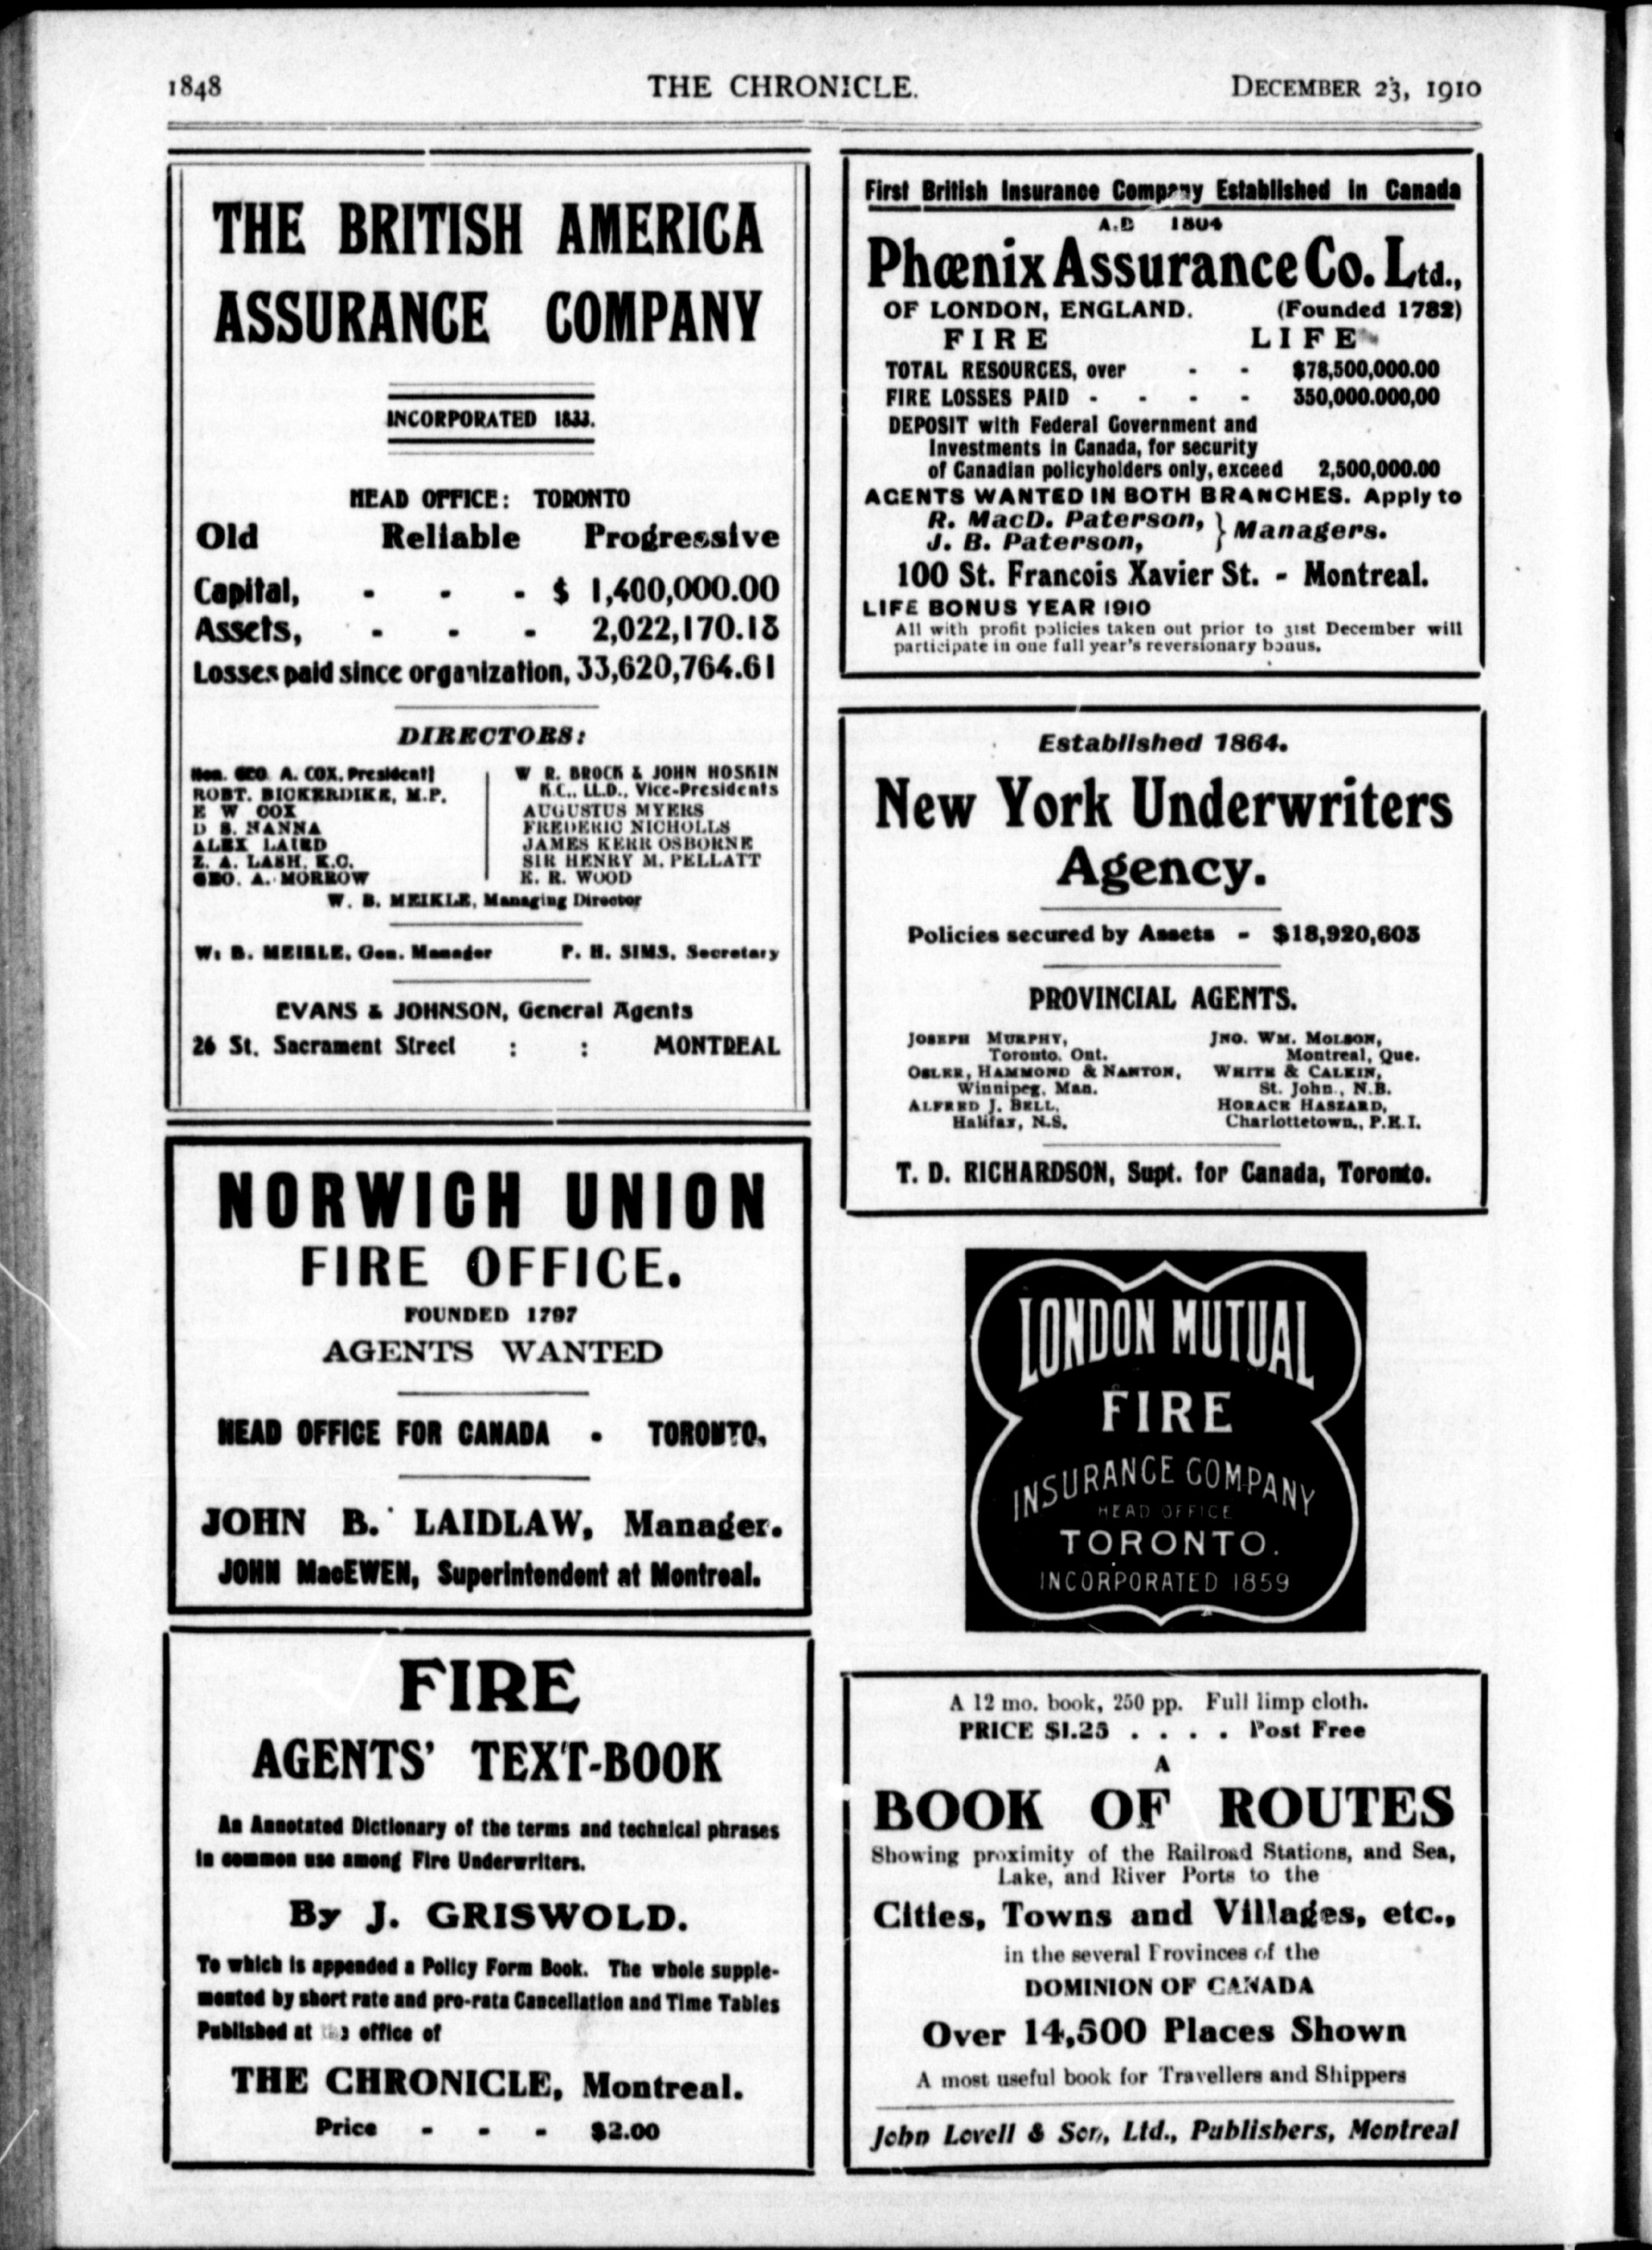 1848 THE CHRONICLE. DECEMBER 23, 1910
THE BRITISH AMERICA
ASSURANCE COMPANY
INCORPORATED 1833.
HEAD OFFICE: TORONTO
Old Reliable Progressive
Capital, - - - $ 1,400,000.00
Assets, - - - 2,022,170.18
Losses paid since organization, 33,620,764.61
DIRECTORS:
Hon. GEO. A. COX, President
ROBT. BICKERDIKE, M.P.
E W COX
D B. HANNA
ALEX LAIRD
Z. A. LASH, K.C.
GEO. A. MORROW
W R. BROCK & JOHN HOSKIN
K.C., LL.D., Vice-Presidents
AUGUSTUS MYERS
FREDERIC NICHOLLS
JAMES KERR OSBORNE
SIR HENRY M. PELLATT
E. R. WOOD
W. B. MEIKLE, Managing Director
W. B. MEIKLE, Gen. Manager P. H. SIMS, Secretary
EVANS & JOHNSON, General Agents
26 St. Sacrament Street : : MONTREAL
NORWICH UNION
FIRE OFFICE.
FOUNDED 1797
AGENTS WANTED
HEAD OFFICE FOR CANADA - TORONTO.
JOHN B. LAIDLAW, Manager.
JOHN MacEWEN, Superintendent at Montreal.
FIRE
AGENTS' TEXT-BOOK
An Annotated Dictionary of the terms and technical phrases
in common use among Fire Underwriters.
By J. GRISWOLD.
To which is appended a Policy Form Book. The whole supple-
mented by short rate and pro-rata Cancellation and Time Tables
Published at the office of
THE CHRONICLE, Montreal.
Price - - - $2.00
First British Insurance Company Established in Canada
A.D 1804
Phœnix Assurance Co. Ltd.,
OF LONDON, ENGLAND. (Founded 1782)
FIRE LIFE
TOTAL RESOURCES, over - - $78,500,000.00
FIRE LOSSES PAID - - - - 350,000.000,00
DEPOSIT with Federal Government and
Investments in Canada, for security
of Canadian policyholders only, exceed 2,500,000.00
AGENTS WANTED IN BOTH BRANCHES. Apply to
R. MacD. Paterson, } Managers.
J. B. Paterson,
100 St. Francois Xavier St. - Montreal.
LIFE BONUS YEAR 1910
All with profit policies taken out prior to 31st December will
participate in one full year's reversionary bonus.
Established 1864.
New York Underwriters
Agency.
Policies secured by Assets - $18,920,603
PROVINCIAL AGENTS.
JOSEPH MURPHY,
Toronto. Ont.
OSLER, HAMMOND & NANTON,
Winnipeg, Man.
ALFRED J. BELL,
Halifax, N.S.
JNO. WM. MOLSON,
Montreal, Que.
WHITE & CALKIN,
St. John., N.B.
HORACE HASZARD,
Charlottetown., P.E.I.
T. D. RICHARDSON, Supt. for Canada, Toronto.
LONDON MUTUAL
FIRE
INSURANCE COMPANY
HEAD OFFICE
TORONTO.
INCORPORATED 1859
A 12 mo. book, 250 pp. Full limp cloth.
PRICE $1.25 . . . . Post Free
A
BOOK OF ROUTES
Showing proximity of the Railroad Stations, and Sea,
Lake, and River Ports to the
Cities, Towns and Villages, etc.,
in the several Provinces of the
DOMINION OF CANADA
Over 14,500 Places Shown
A most useful book for Travellers and Shippers
John Lovell & Son, Ltd., Publishers, Montreal